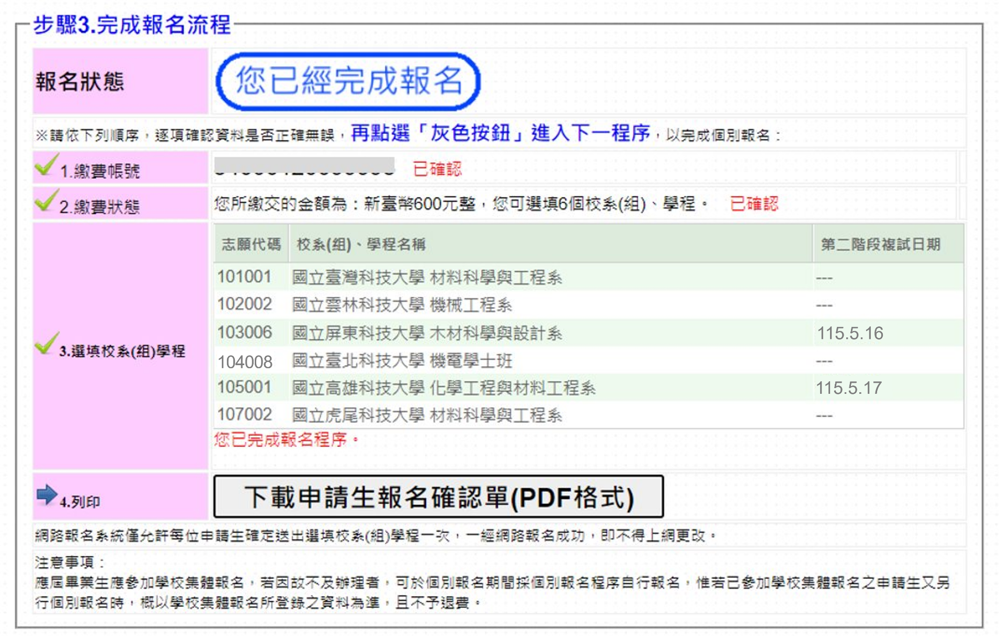 步驟3.完成報名流程
報名狀態
您已經完成報名
※請依下列順序，逐項確認資料是否正確無誤，再點選「灰色按鈕」進入下一程序，以完成個別報名：
1.繳費帳號 已確認
2.繳費狀態 您所繳交的金額為：新臺幣600元整，您可選填6個校系(組)、學程。 已確認
3.選填校系(組)學程
志願代碼 校系(組)、學程名稱 第二階段複試日期
101001 國立臺灣科技大學 材料科學與工程系 ---
102002 國立雲林科技大學 機械工程系 ---
103006 國立屏東科技大學 木材科學與設計系 115.5.16
104008 國立臺北科技大學 機電學士班 ---
105001 國立高雄科技大學 化學工程與材料工程系 115.5.17
107002 國立虎尾科技大學 材料科學與工程系 ---
您已完成報名程序。
4.列印 下載申請生報名確認單(PDF格式)
網路報名系統僅允許每位申請生確定送出選填校系(組)學程一次，一經網路報名成功，即不得上網更改。
注意事項：
應屆畢業生應參加學校集體報名，若因故不及辦理者，可於個別報名期間採個別報名程序自行報名，惟若已參加學校集體報名之申請生又另
行個別報名時，概以學校集體報名所登錄之資料為準，且不予退費。